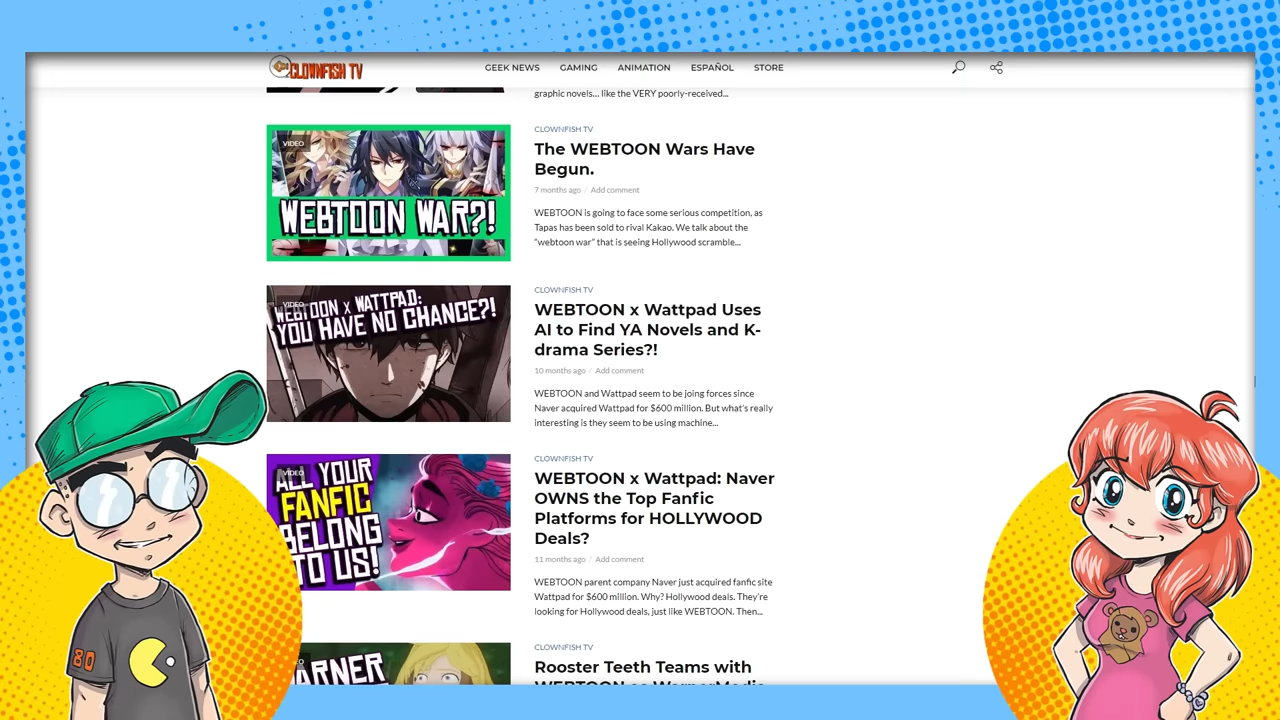 CLOWNFISH TV
GEEK NEWS GAMING ANIMATION ESPAÑOL STORE
graphic novels... like the VERY poorly-received...
VIDEO
WEBTOON WAR?!
CLOWNFISH TV
The WEBTOON Wars Have
Begun.
7 months ago / Add comment
WEBTOON is going to face some serious competition, as
Tapas has been sold to rival Kakao. We talk about the
"webtoon war" that is seeing Hollywood scramble...
VIDEO
WEBTOON X WATTPAD:
YOU HAVE NO CHANCE?!
CLOWNFISH TV
WEBTOON x Wattpad Uses
AI to Find YA Novels and K-
drama Series?!
10 months ago / Add comment
WEBTOON and Wattpad seem to be joing forces since
Naver acquired Wattpad for $600 million. But what's really
interesting is they seem to be using machine...
VIDEO
ALL YOUR
FANFIC
BELONG
TO US!
CLOWNFISH TV
WEBTOON x Wattpad: Naver
OWNS the Top Fanfic
Platforms for HOLLYWOOD
Deals?
11 months ago / Add comment
WEBTOON parent company Naver just acquired fanfic site
Wattpad for $600 million. Why? Hollywood deals. They're
looking for Hollywood deals, just like WEBTOON. Then...
WARNER
CLOWNFISH TV
Rooster Teeth Teams with
WEBTOON as WarnerMedia
80